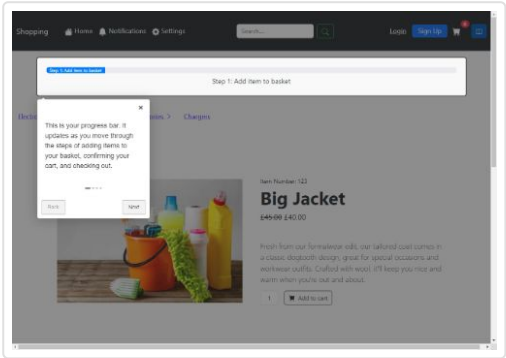 Shopping Home Notifications Settings Search.... Login Sign Up
Step 1: Add item to basket
Step 1: Add item to basket
Chargers
×
This is your progress bar. It
updates as you move through
the steps of adding items to
your basket, confirming your
cart, and checking out.
Back Next
Item Number: 123
Big Jacket
£45.00 £40.00
Fresh from our formalwear edit, our tailored coat comes in
a classic dogtooth design, great for special occasions and
workwear outfits. Crafted with wool, it'll keep you nice and
warm when you're out and about.
1 Add to cart